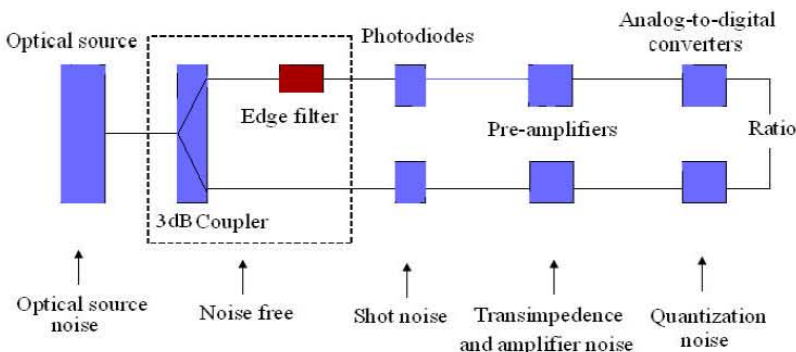 Optical source
Photodiodes
Analog-to-digital
converters
Edge filter
Pre-amplifiers
Ratio
3dB Coupler
Optical source
noise
Noise free
Shot noise
Transimpedence
and amplifier noise
Quantization
noise